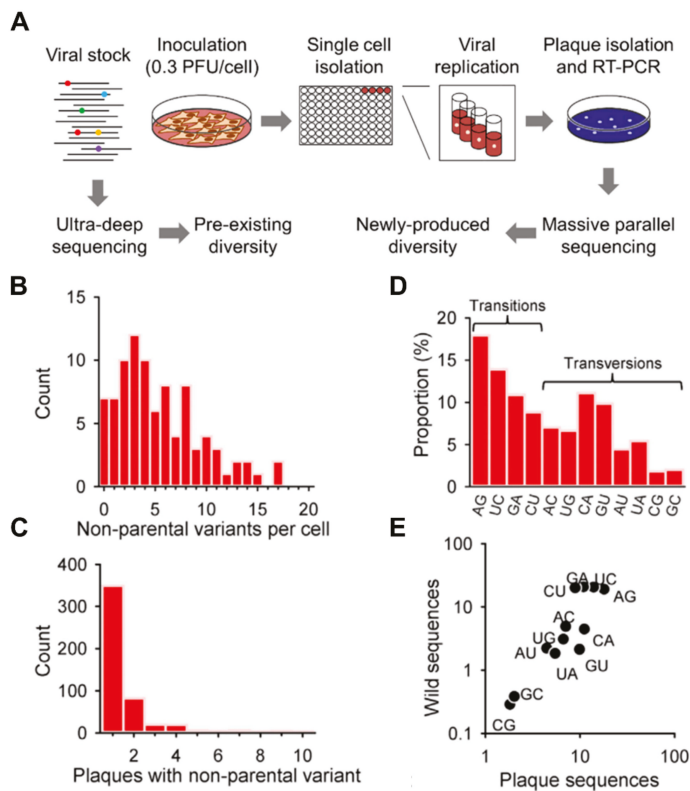 A
Viral stock
Inoculation
(0.3 PFU/cell)
Single cell
isolation
Viral
replication
Plaque isolation
and RT-PCR
Ultra-deep
sequencing
Pre-existing
diversity
Newly-produced
diversity
Massive parallel
sequencing
B
15
10
5
0
Count
0 5 10 15 20
Non-parental variants per cell
C
400
300
200
100
0
Count
2 4 6 8 10
Plaques with non-parental variant
D
20
15
10
5
0
Proportion (%)
Transitions
Transversions
AG UC GA CU AC UG CA GU AU UA CG GC
E
100
10
1
0.1
Wild sequences
GA UC
CU AG
AC
UG CA
AU UA GU
GC
CG
1 10 100
Plaque sequences